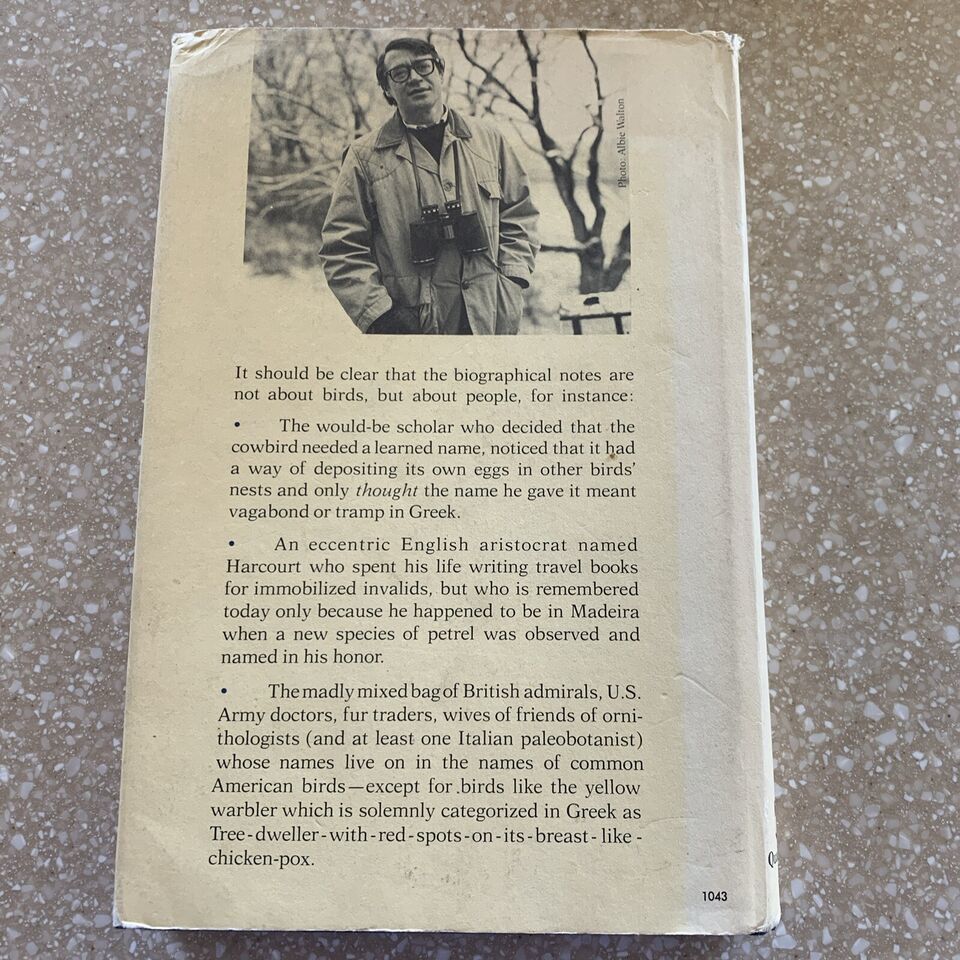 Photo: Albie Walton
It should be clear that the biographical notes are
not about birds, but about people, for instance:
• The would-be scholar who decided that the
cowbird needed a learned name, noticed that it had
a way of depositing its own eggs in other birds'
nests and only thought the name he gave it meant
vagabond or tramp in Greek.
• An eccentric English aristocrat named
Harcourt who spent his life writing travel books
for immobilized invalids, but who is remembered
today only because he happened to be in Madeira
when a new species of petrel was observed and
named in his honor.
• The madly mixed bag of British admirals, U.S.
Army doctors, fur traders, wives of friends of orni-
thologists (and at least one Italian paleobotanist)
whose names live on in the names of common
American birds—except for birds like the yellow
warbler which is solemnly categorized in Greek as
Tree-dweller-with-red-spots-on-its-breast-like-
chicken-pox.
1043